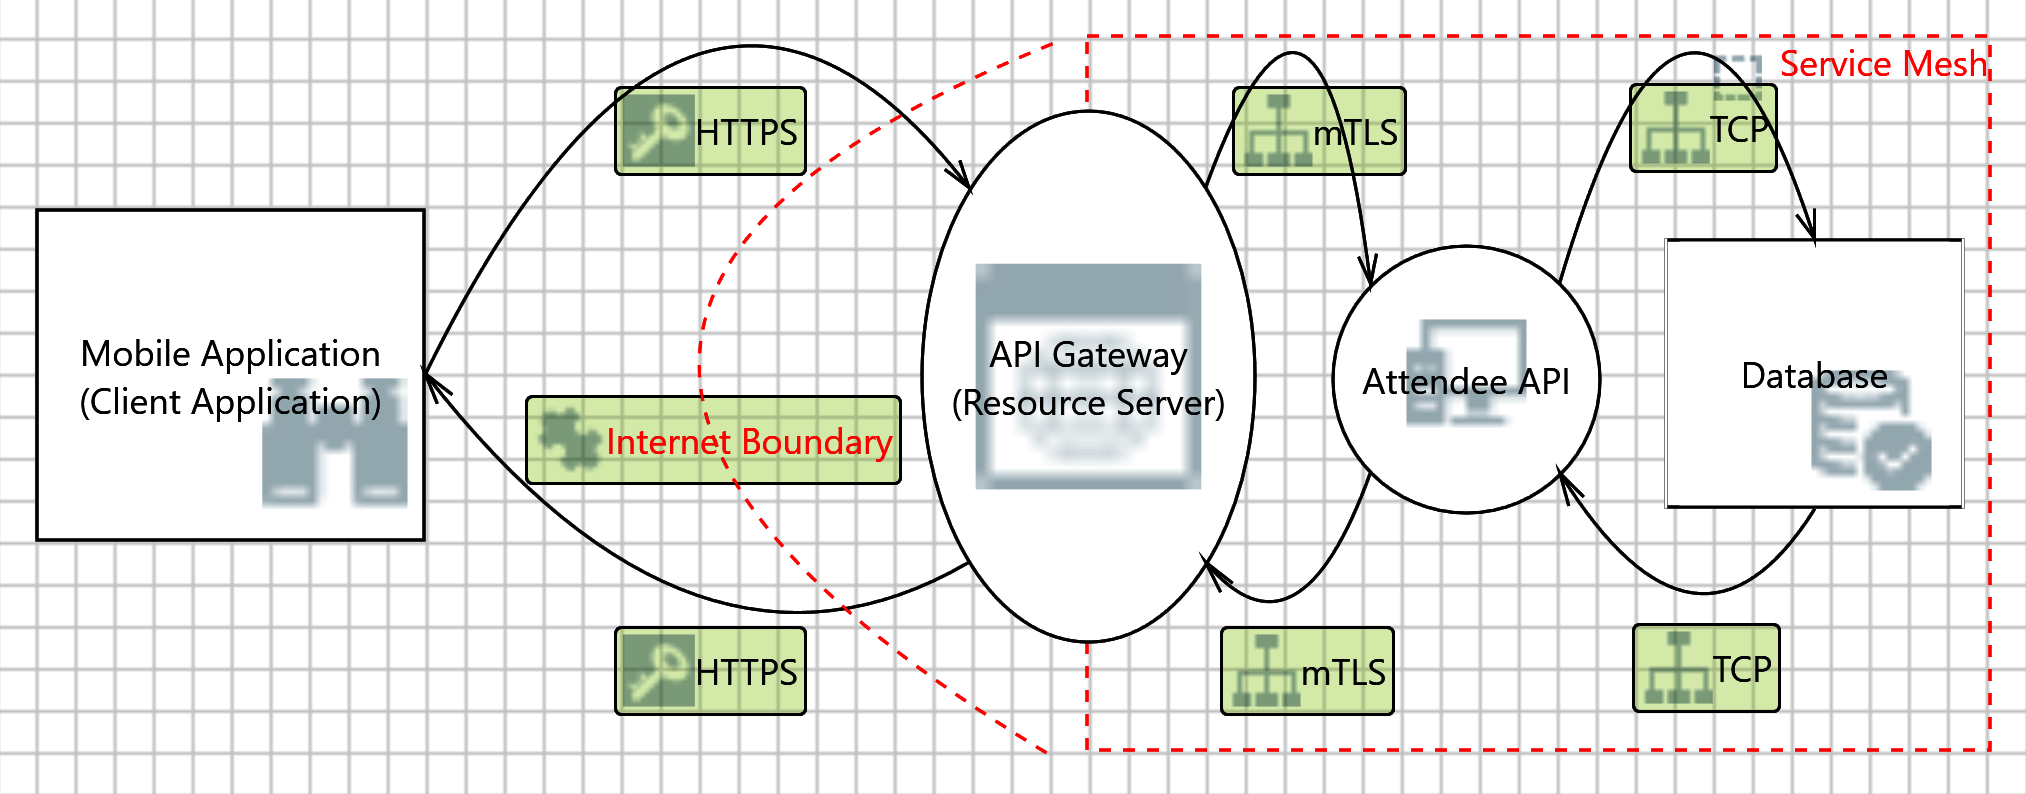 Service Mesh
HTTPS
mTLS
TCP
Mobile Application
(Client Application)
API Gateway
(Resource Server)
Attendee API
Database
Internet Boundary
HTTPS
mTLS
TCP